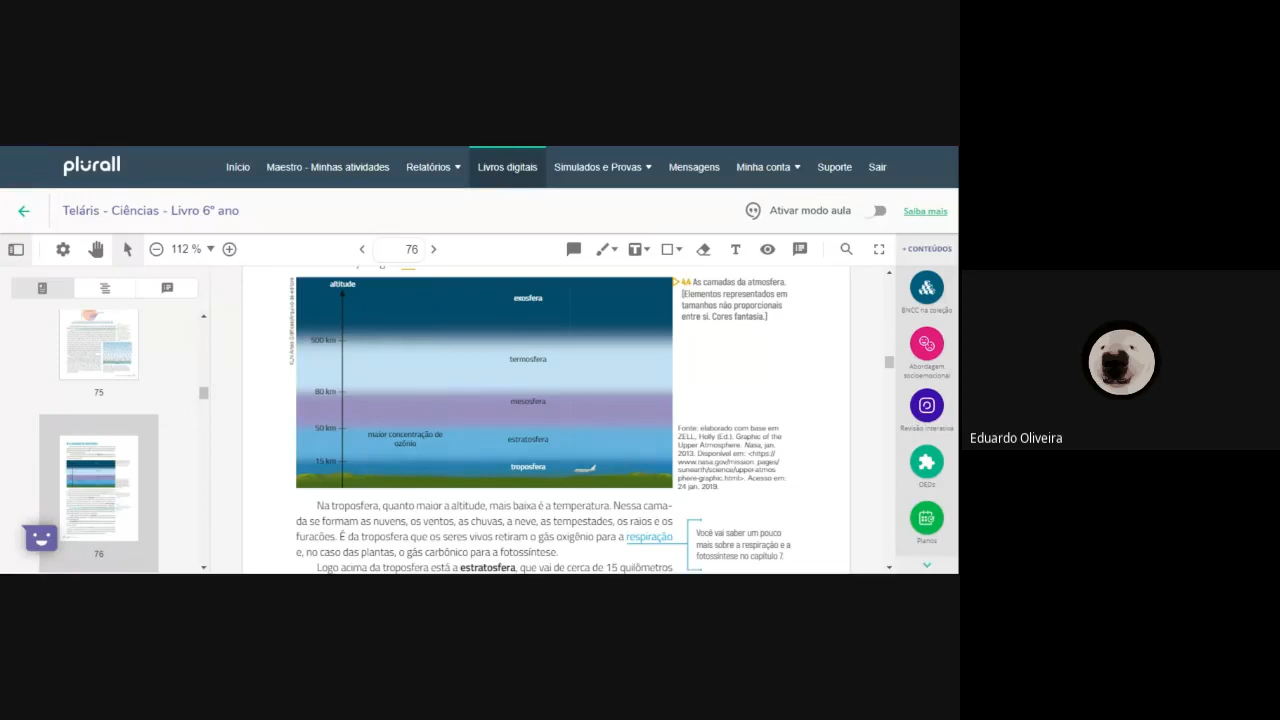 plurall
Início Maestro - Minhas atividades Relatórios Livros digitais Simulados e Provas Mensagens Minha conta Suporte Sair
Teláris - Ciências - Livro 6º ano
Ativar modo aula
Saiba mais
112 %
76
T
+ CONTEÚDOS
altitude
exosfera
500 km
termosfera
80 km
mesosfera
50 km
maior concentração de
ozônio
estratosfera
15 km
troposfera
4.4 As camadas da atmosfera.
(Elementos representados em
tamanhos não proporcionais
entre si. Cores fantasia.)
Fonte: elaborado com base em
ZELL, Holly (Ed.). Graphic of the
Upper Atmosphere. Nasa, jan.
2013. Disponível em: <https://
www.nasa.gov/mission_pages/
sunearth/science/upper-atmos
phere-graphic.html>. Acesso em:
24 jan. 2019.
Na troposfera, quanto maior a altitude, mais baixa é a temperatura. Nessa cama-
da se formam as nuvens, os ventos, as chuvas, a neve, as tempestades, os raios e os
furacões. É da troposfera que os seres vivos retiram o gás oxigênio para a respiração
e, no caso das plantas, o gás carbônico para a fotossíntese.
Logo acima da troposfera está a estratosfera, que vai de cerca de 15 quilômetros
Você vai saber um pouco
mais sobre a respiração e a
fotossíntese no capítulo 7.
75
76
BNCC na coleção
Abordagem
socioemocional
Revisão interativa
OEDs
Planos
Eduardo Oliveira